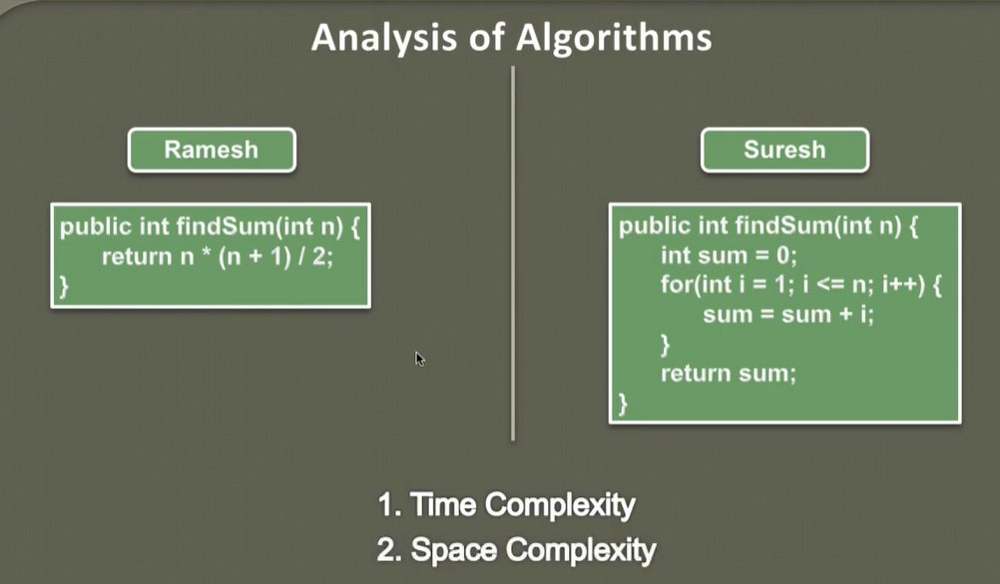 Analysis of Algorithms
Ramesh
public int findSum(int n) {
return n * (n + 1) / 2;
}
Suresh
public int findSum(int n) {
int sum = 0;
for(int i = 1; i <= n; i++) {
sum = sum + i;
}
return sum;
}
1. Time Complexity
2. Space Complexity